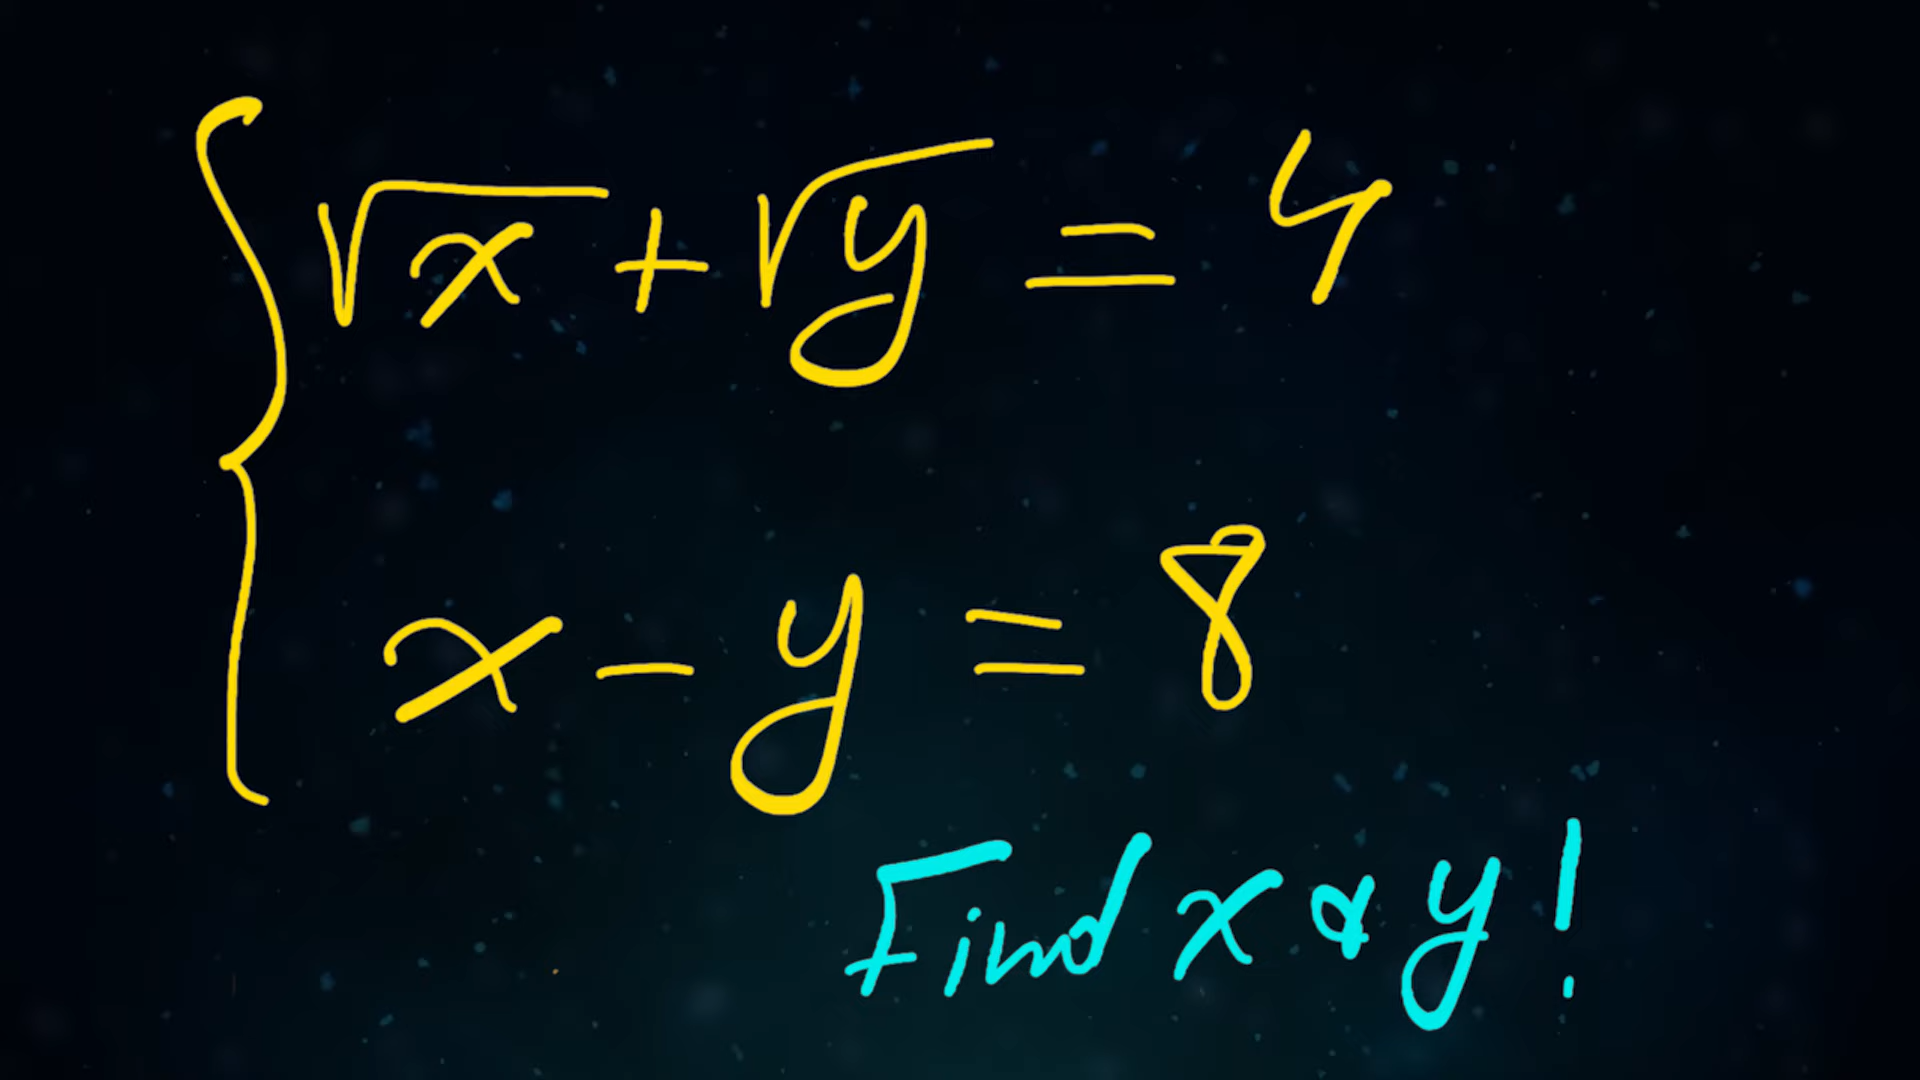 √x + √y = 4
x - y = 8
Find x & y!